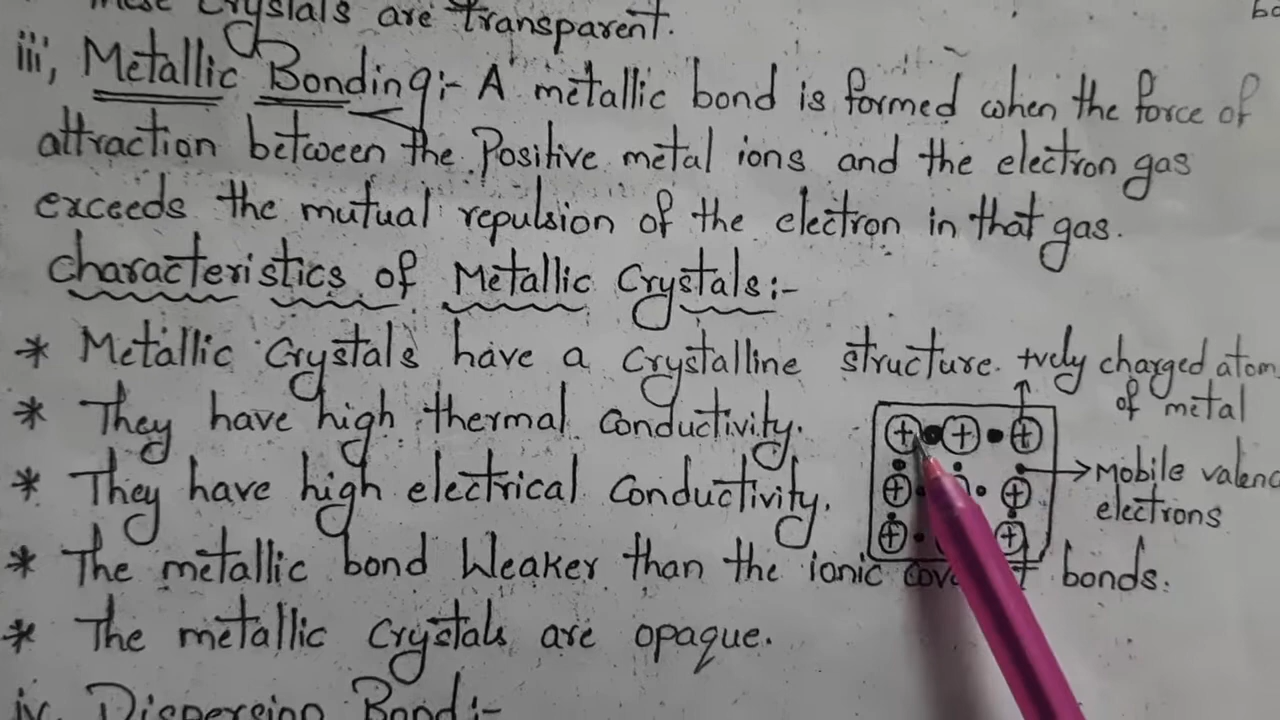 These Crystals are transparent.
iii, Metallic Bonding:- A metallic bond is formed when the force of
attraction between the Positive metal ions and the electron gas
exceeds the mutual repulsion of the electron in that gas.
Characteristics of Metallic Crystals:-
* Metallic Crystals have a crystalline structure.
+vely charged atom
of metal
* They have high thermal conductivity.
* They have high electrical conductivity.
Mobile valenc
electrons
* The metallic bond Weaker than the ionic bonds.
* The metallic Crystals are opaque.
iv, Dispersion Bond:-